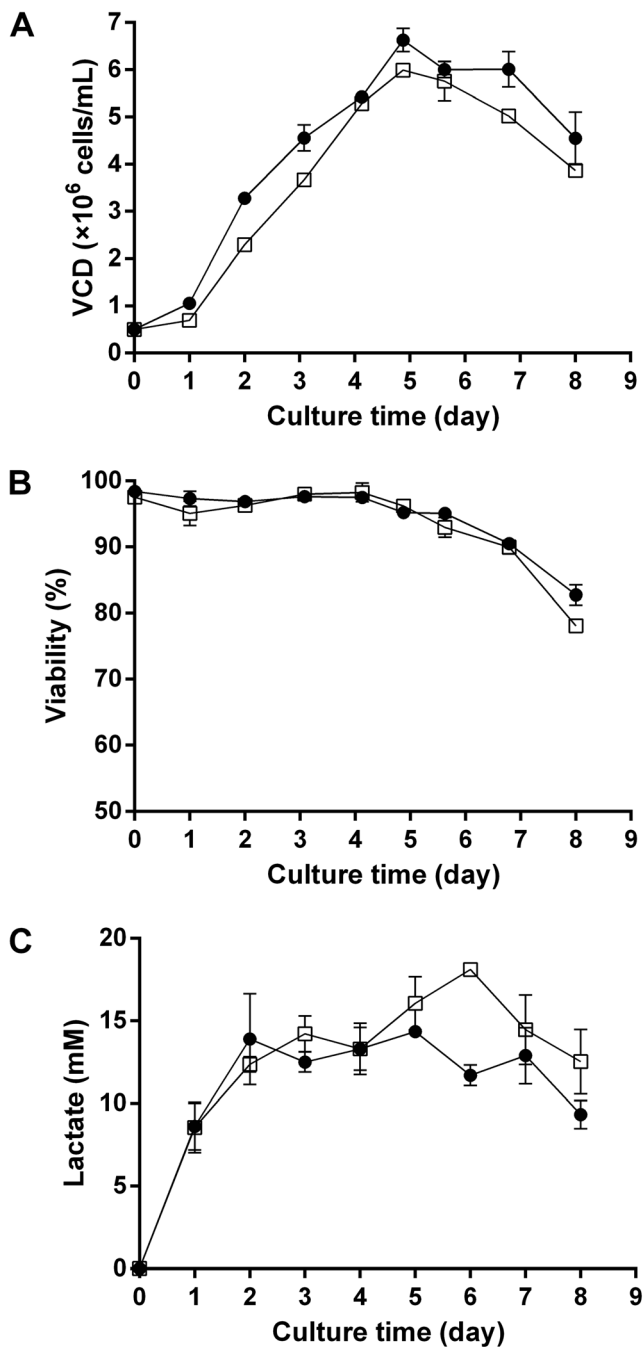 A
7
6
5
4
3
2
1
0
VCD (×10⁶ cells/mL)
0 1 2 3 4 5 6 7 8 9
Culture time (day)
B
100
90
80
70
60
50
Viability (%)
0 1 2 3 4 5 6 7 8 9
Culture time (day)
C
20
15
10
5
0
Lactate (mM)
0 1 2 3 4 5 6 7 8 9
Culture time (day)